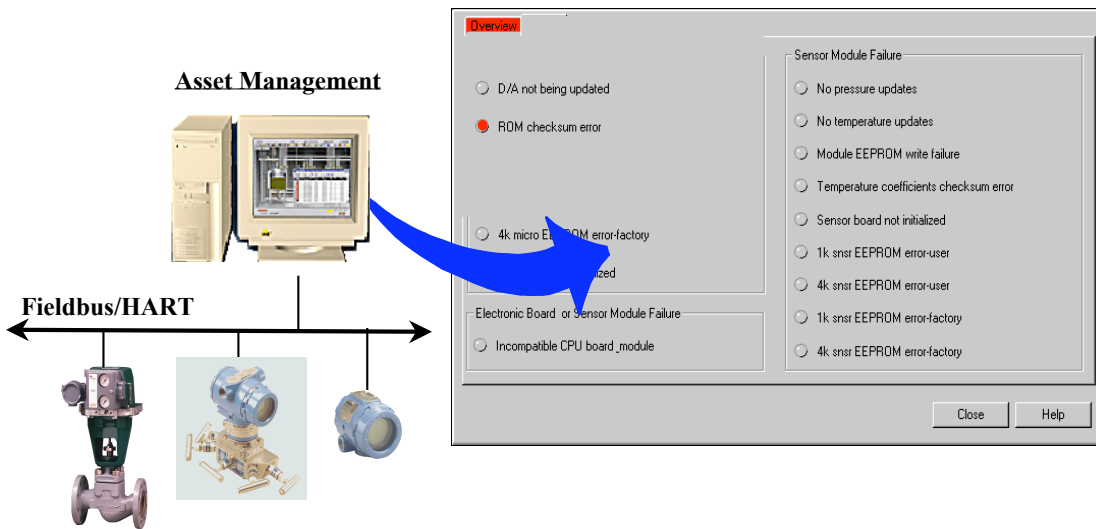 Asset Management
Fieldbus/HART
Overview
D/A not being updated
ROM checksum error
4k micro EEPROM error-factory
Electronic Board or Sensor Module Failure
Incompatible CPU board_module
Sensor Module Failure
No pressure updates
No temperature updates
Module EEPROM write failure
Temperature coefficients checksum error
Sensor board not initialized
1k snsr EEPROM error-user
4k snsr EEPROM error-user
1k snsr EEPROM error-factory
4k snsr EEPROM error-factory
Close
Help